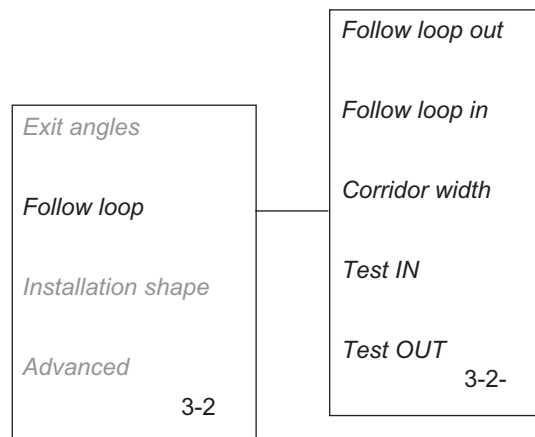 Exit angles
Follow loop
Installation shape
Advanced
3-2
Follow loop out
Follow loop in
Corridor width
Test IN
Test OUT
3-2-